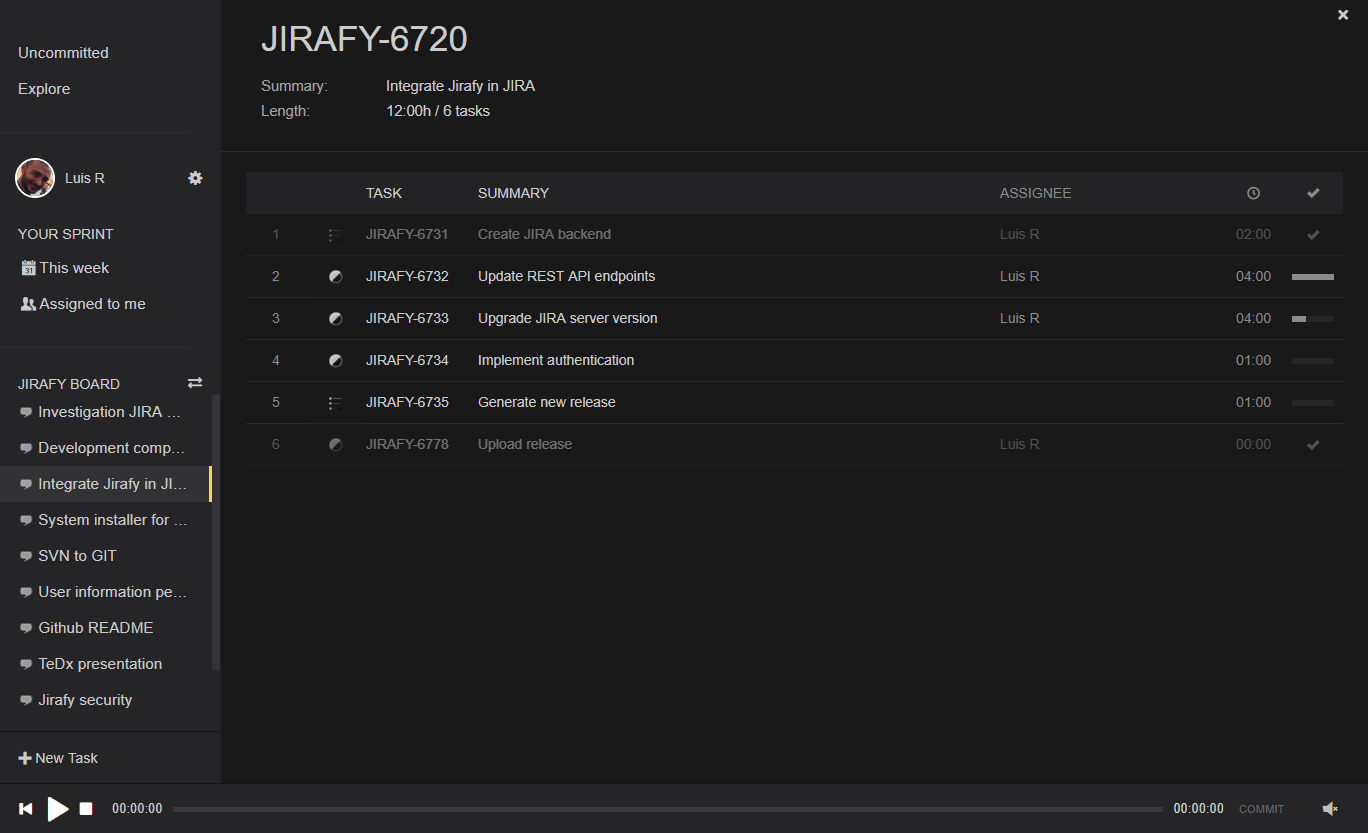 Uncommitted
Explore
Luis R
YOUR SPRINT
31 This week
Assigned to me
JIRAFY BOARD
Investigation JIRA ...
Development comp...
Integrate Jirafy in JI...
System installer for ...
SVN to GIT
User information pe...
Github README
TeDx presentation
Jirafy security
New Task
JIRAFY-6720
Summary: Integrate Jirafy in JIRA
Length: 12:00h / 6 tasks
TASK SUMMARY ASSIGNEE
1 JIRAFY-6731 Create JIRA backend Luis R 02:00
2 JIRAFY-6732 Update REST API endpoints Luis R 04:00
3 JIRAFY-6733 Upgrade JIRA server version Luis R 04:00
4 JIRAFY-6734 Implement authentication 01:00
5 JIRAFY-6735 Generate new release 01:00
6 JIRAFY-6778 Upload release Luis R 00:00
00:00:00 00:00:00 COMMIT